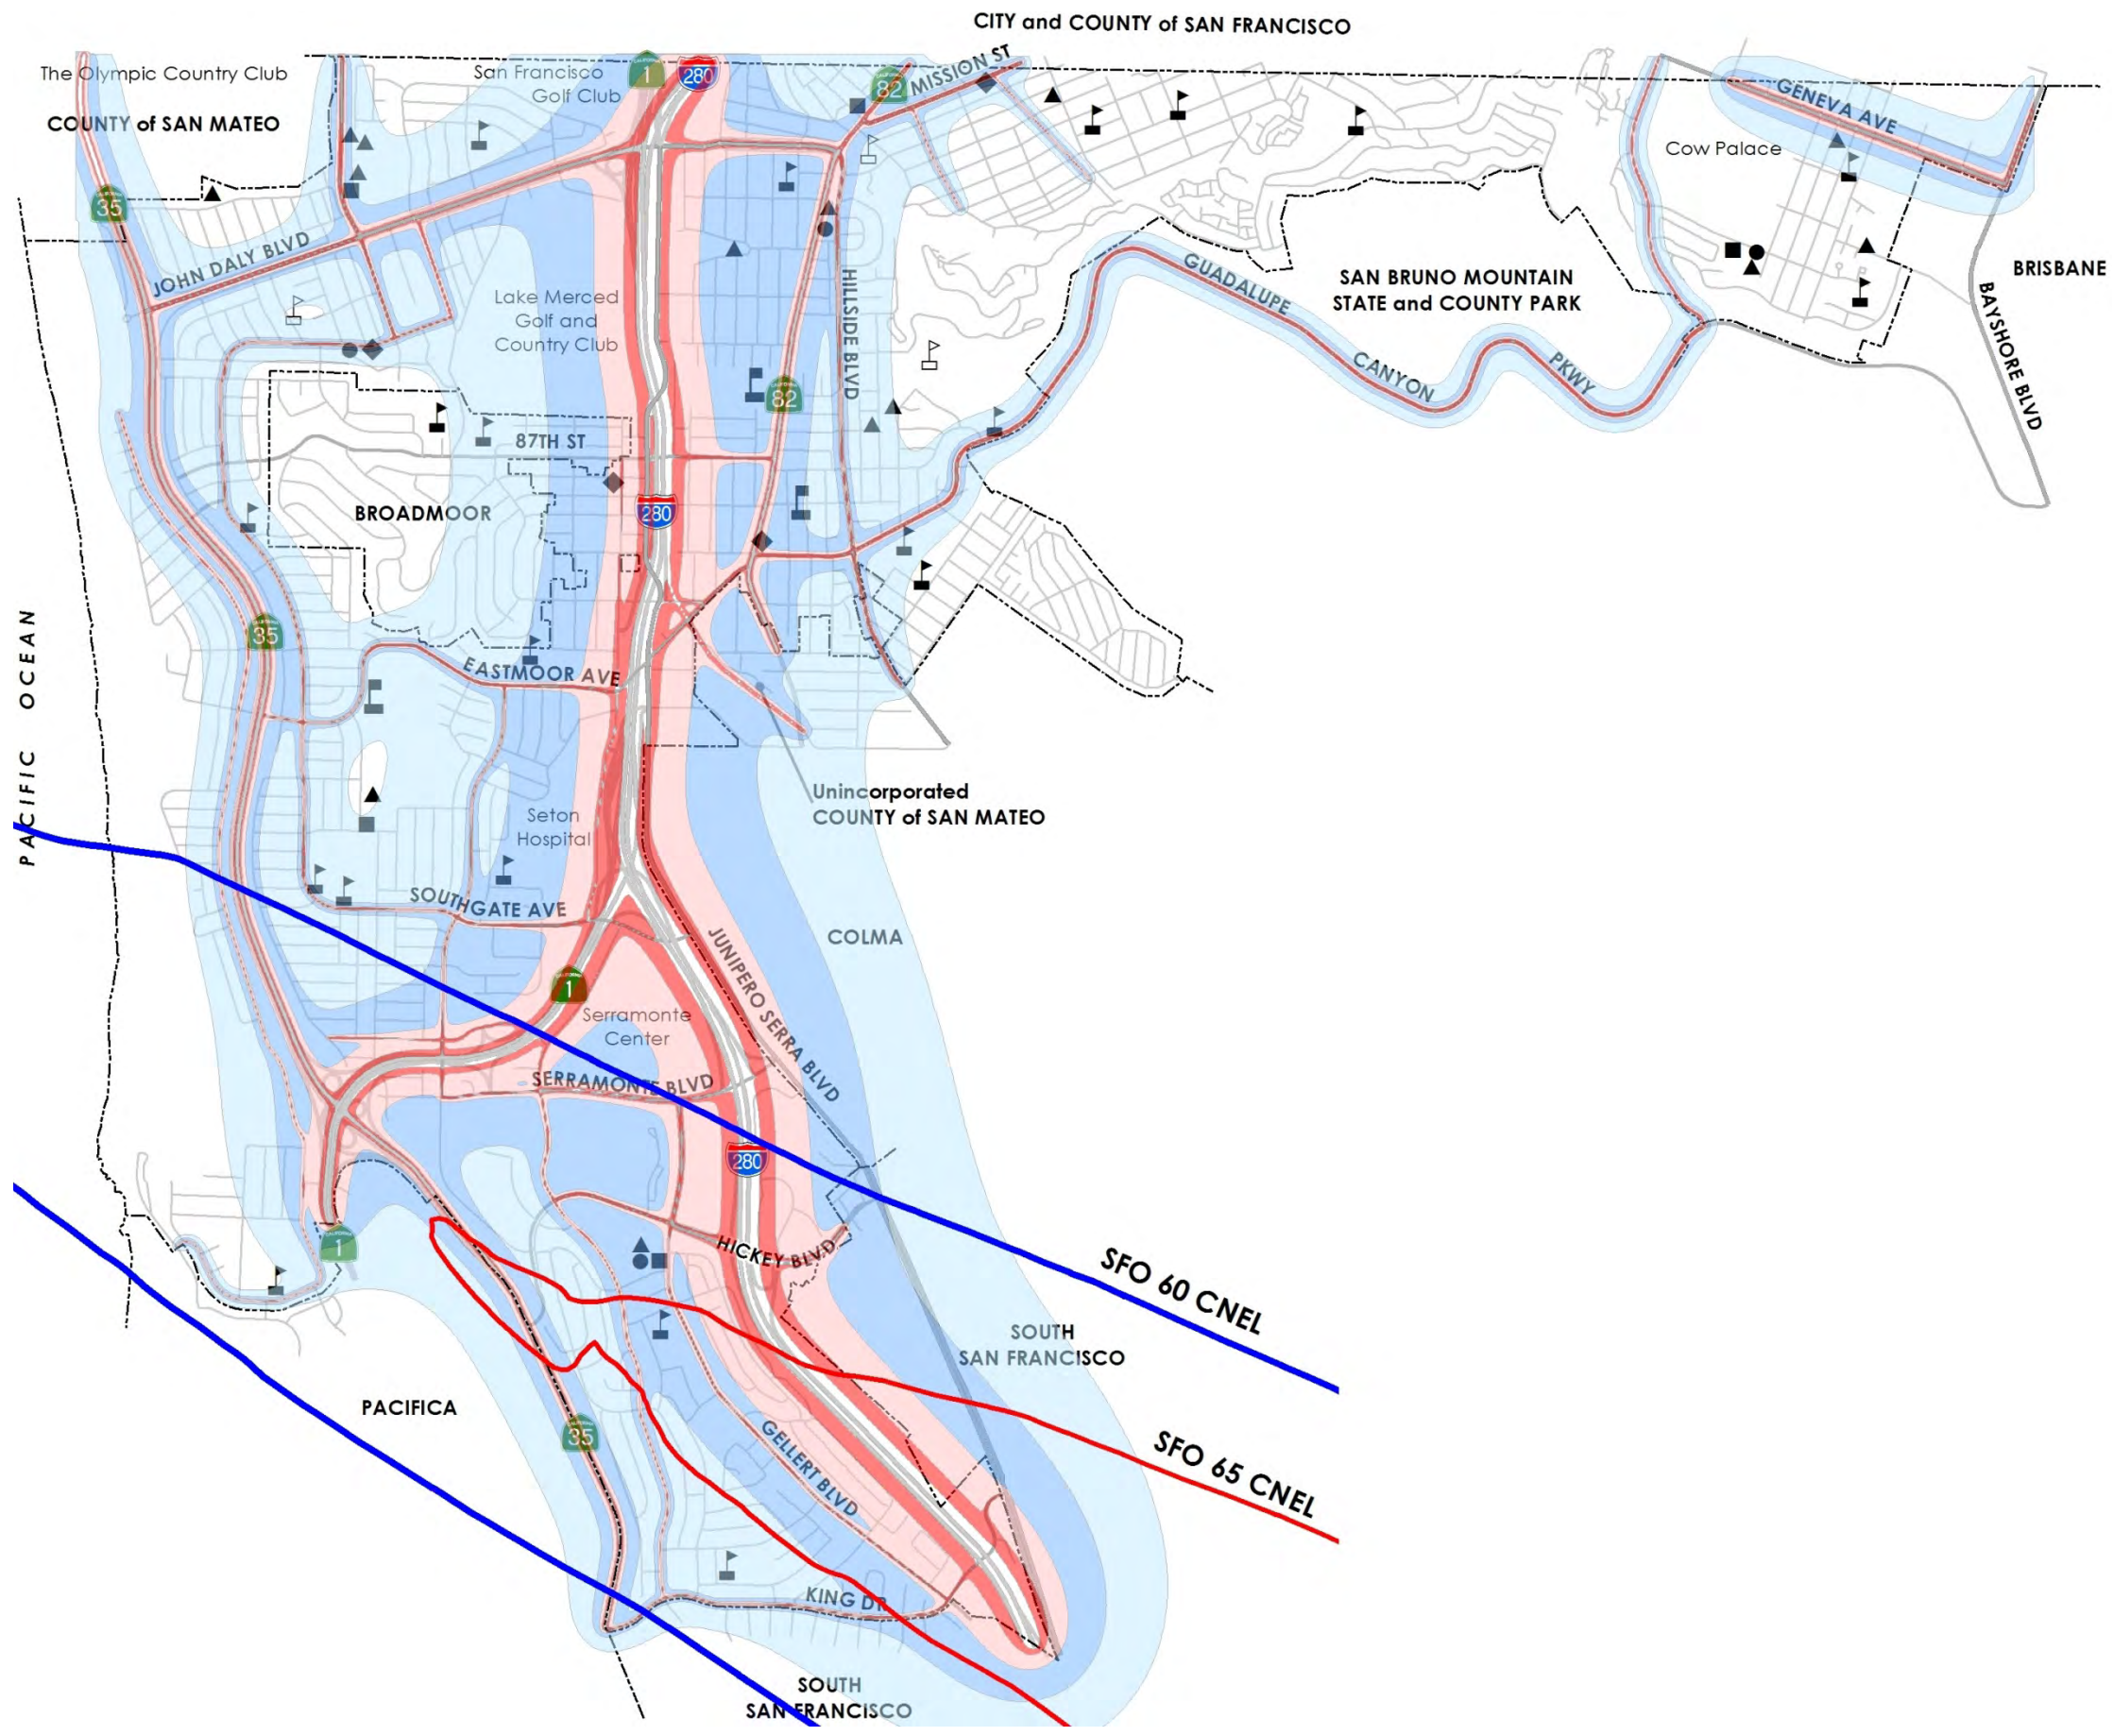 CITY and COUNTY of SAN FRANCISCO
The Olympic Country Club
San Francisco
Golf Club
1
280
82
MISSION ST
GENEVA AVE
COUNTY of SAN MATEO
Cow Palace
35
JOHN DALY BLVD
HILLSIDE BLVD
GUADALUPE
CANYON
PKWY
SAN BRUNO MOUNTAIN
STATE and COUNTY PARK
BRISBANE
BAYSHORE BLVD
Lake Merced
Golf and
Country Club
82
87TH ST
BROADMOOR
280
PACIFIC OCEAN
35
EASTMOOR AVE
Unincorporated
COUNTY of SAN MATEO
Seton
Hospital
SOUTHGATE AVE
COLMA
JUNIPERO SERRA BLVD
1
Serramonte
Center
SERRAMONTE BLVD
280
HICKEY BLVD
1
SFO 60 CNEL
SOUTH
SAN FRANCISCO
PACIFICA
35
GELLERT BLVD
SFO 65 CNEL
KING DR
SOUTH
SAN FRANCISCO